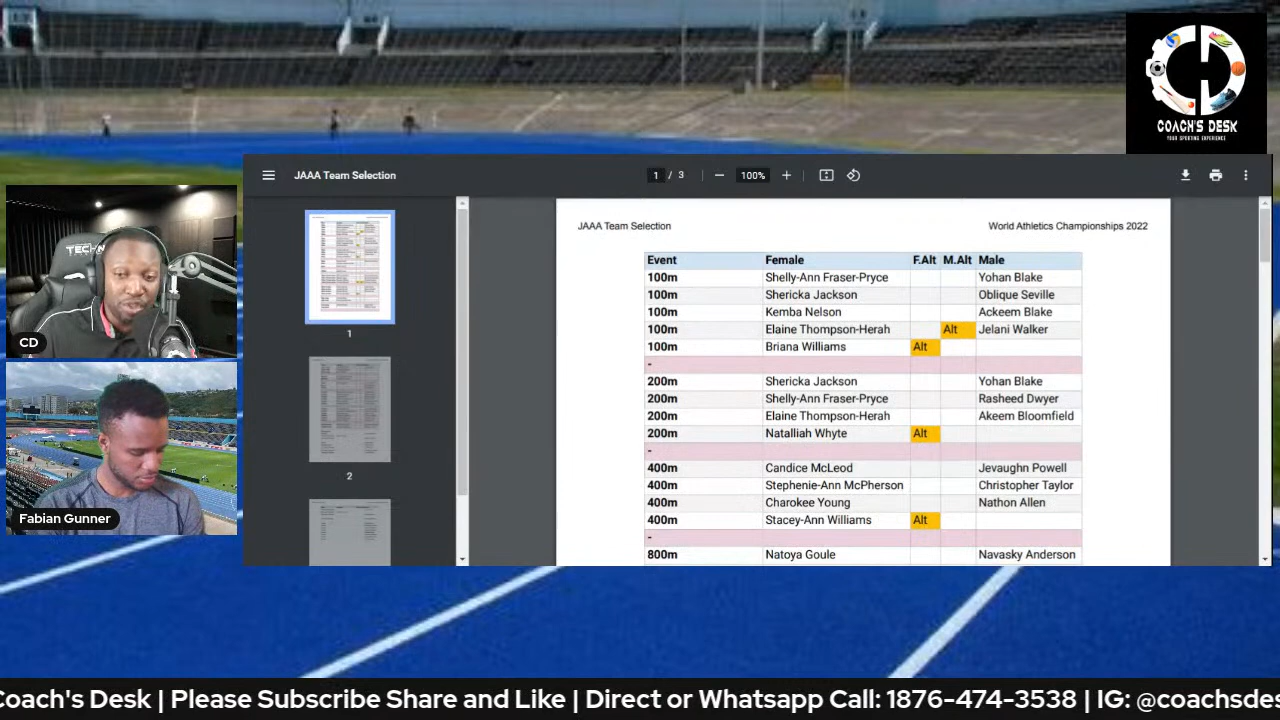 COACH'S DESK
YOUR SPORTING EXPERIENCE
JAAA Team Selection
1 / 3
100%
JAAA Team Selection World Athletics Championships 2022
Event Female F.Alt M.Alt Male
100m Shelly-Ann Fraser-Pryce Yohan Blake
100m Shericka Jackson Oblique Seville
100m Kemba Nelson Ackeem Blake
100m Elaine Thompson-Herah Alt Jelani Walker
100m Briana Williams Alt
-
200m Shericka Jackson Yohan Blake
200m Shelly-Ann Fraser-Pryce Rasheed Dwyer
200m Elaine Thompson-Herah Akeem Bloomfield
200m Natalliah Whyte Alt
-
400m Candice McLeod Jevaughn Powell
400m Stephenie-Ann McPherson Christopher Taylor
400m Charokee Young Nathon Allen
400m Stacey-Ann Williams Alt
-
800m Natoya Goule Navasky Anderson
1
2
CD
Fabian Gunner
Coach's Desk | Please Subscribe Share and Like | Direct or Whatsapp Call: 1876-474-3538 | IG: @coachsdes